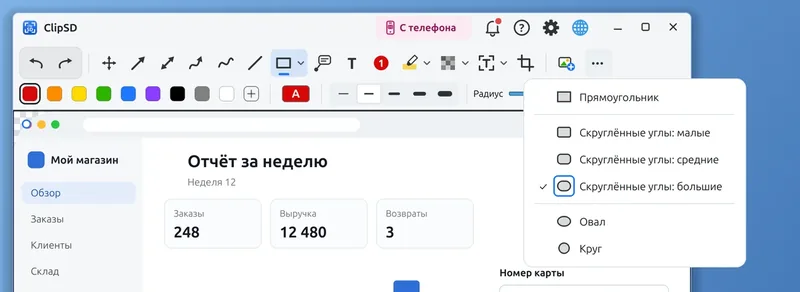 ClipSD
С телефона
T
1
T
A
Радиус
Прямоугольник
Скруглённые углы: малые
Скруглённые углы: средние
Скруглённые углы: большие
Овал
Круг
Мой магазин
Обзор
Заказы
Клиенты
Склад
Отчёт за неделю
Неделя 12
Заказы
248
Выручка
12 480
Возвраты
3
Номер карты